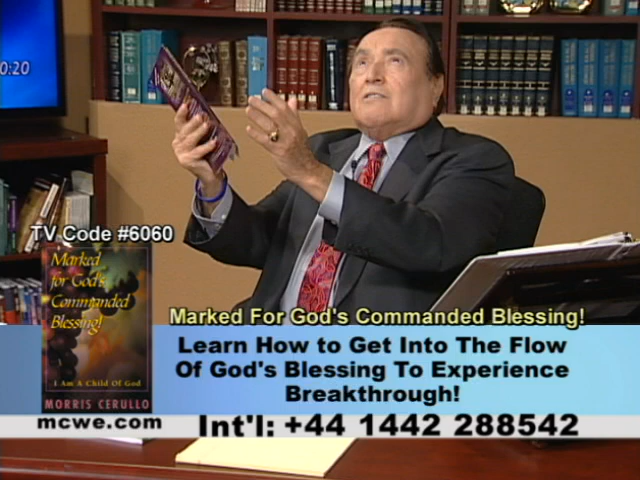 0:20
TV Code #6060
Marked
for God's
Commanded
Blessing!
I Am A Child Of God
MORRIS CERULLO
mcwe.com
Marked For God's Commanded Blessing!
Learn How to Get Into The Flow
Of God's Blessing To Experience
Breakthrough!
Int'l: +44 1442 288542